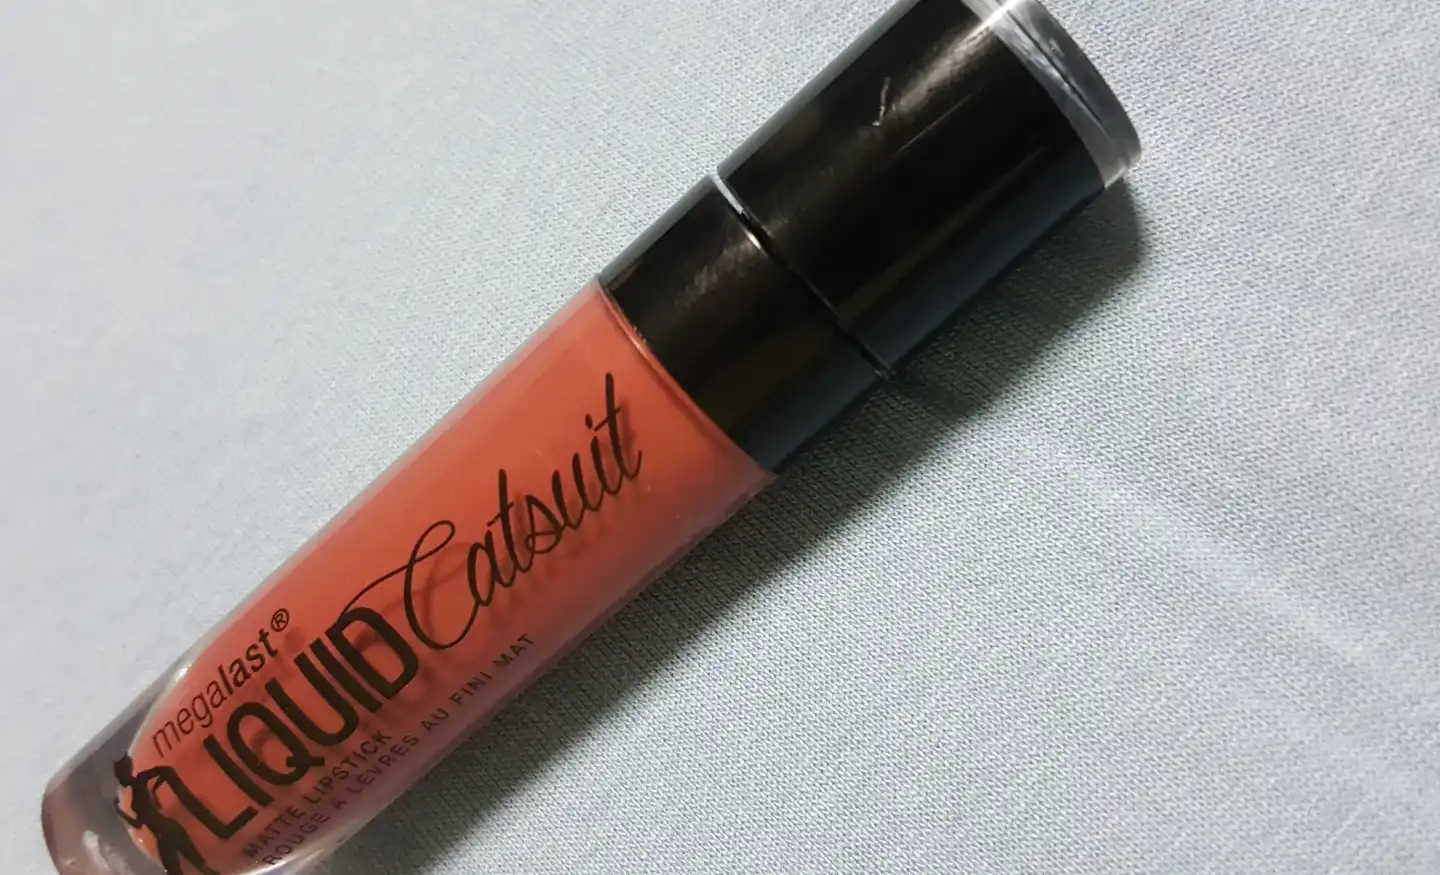 megalast®
LIQUID Catsuit
MATTE LIPSTICK
ROUGE À LÈVRES AU FINI MAT